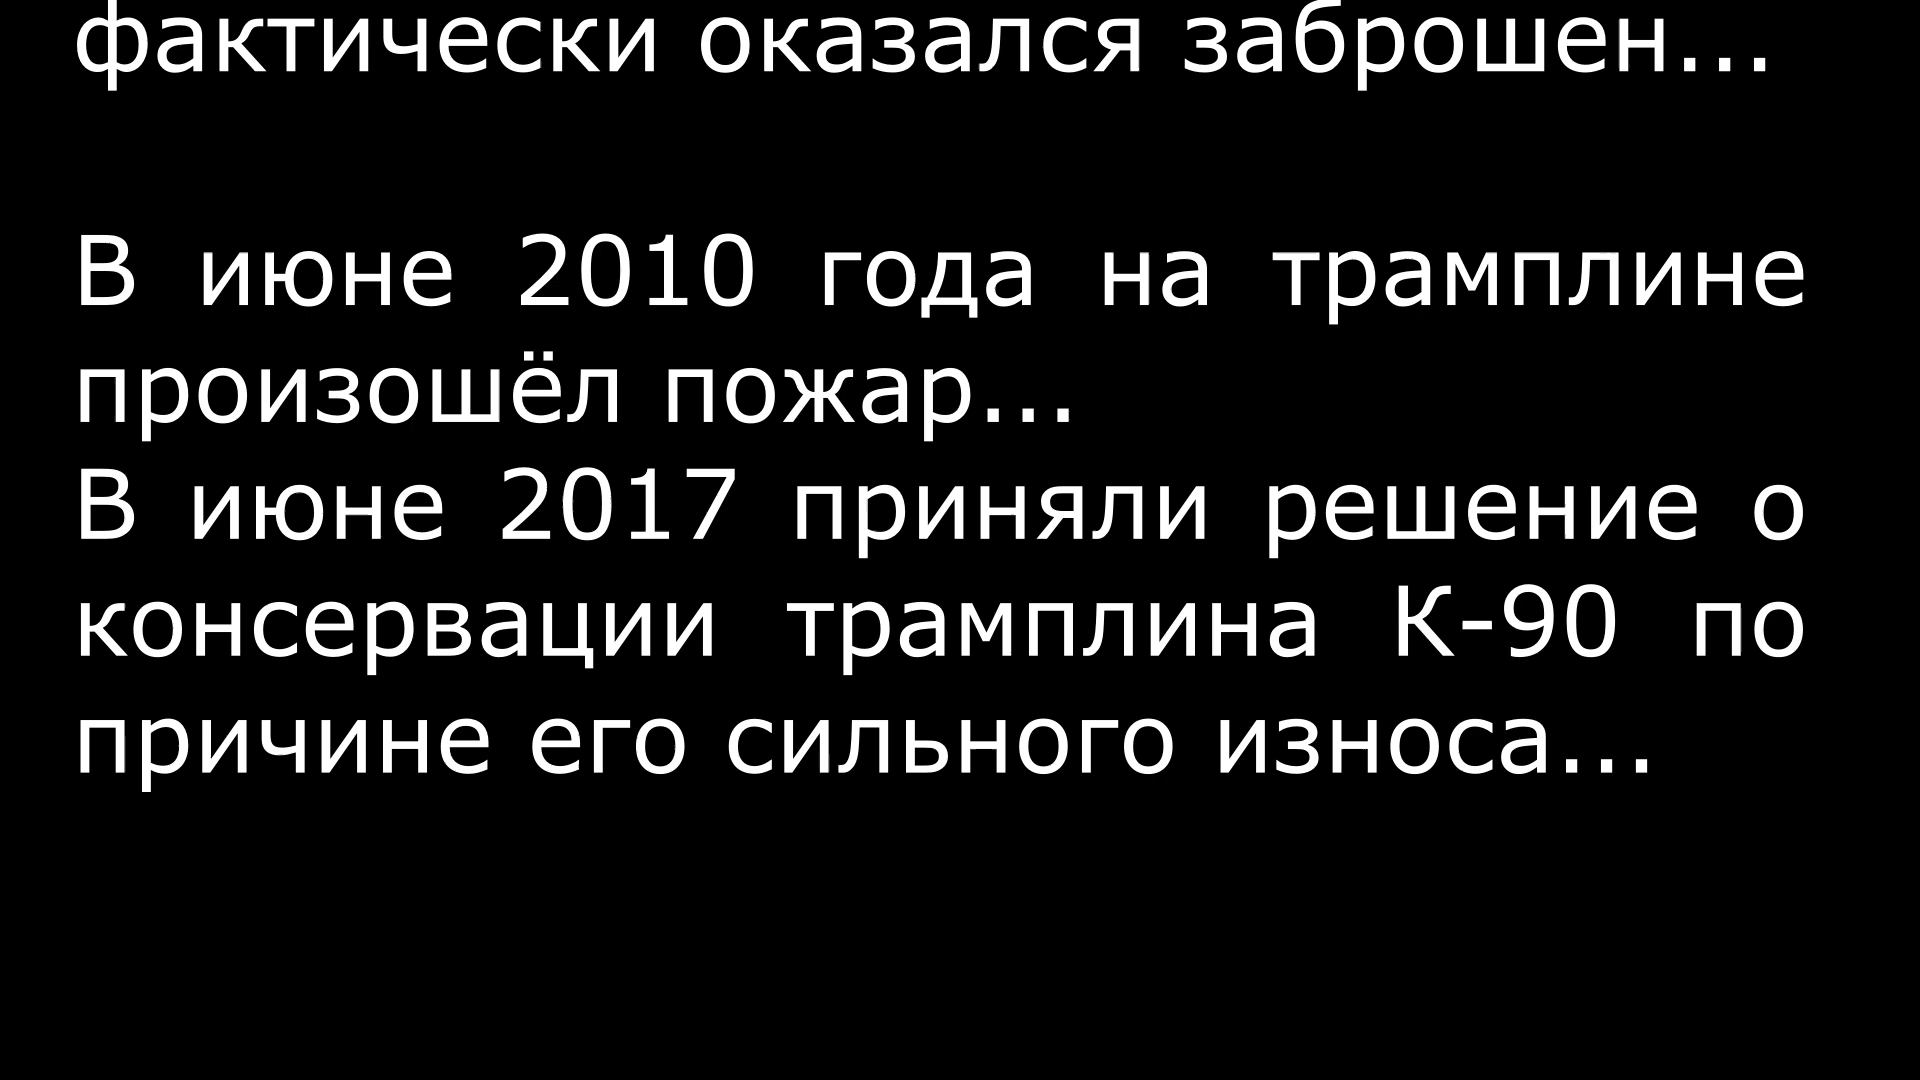 фактически оказался заброшен...
В июне 2010 года на трамплине
произошёл пожар...
В июне 2017 приняли решение о
консервации трамплина К-90 по
причине его сильного износа...